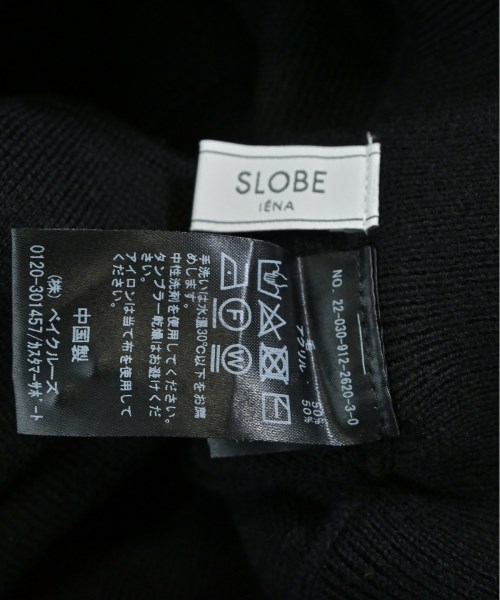 SLOBE
IÉNA
NO. 22-030-912-2620-3-0
50%
アクリル 50%
手洗いは水温30℃以下をお薦
めします。
中性洗剤を使用してください。
タンブラー乾燥はお避けくだ
さい。
アイロンは当て布を使用して
ください。
中国製
(株) ベイクルーズ
0120-301457/カスタマーサポート
F
W